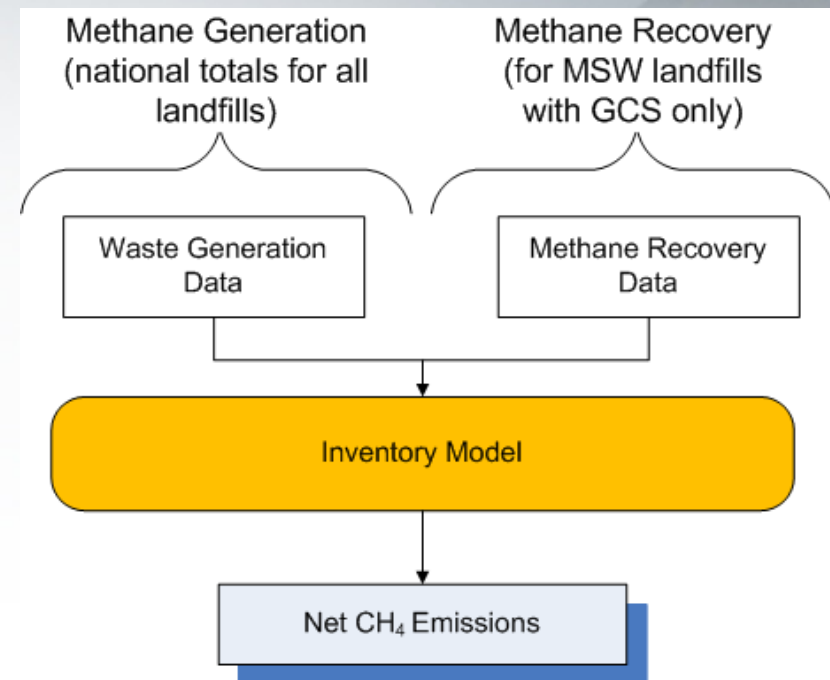 Methane Generation
(national totals for all
landfills)
Methane Recovery
(for MSW landfills
with GCS only)
Waste Generation
Data
Methane Recovery
Data
Inventory Model
Net CH₄ Emissions